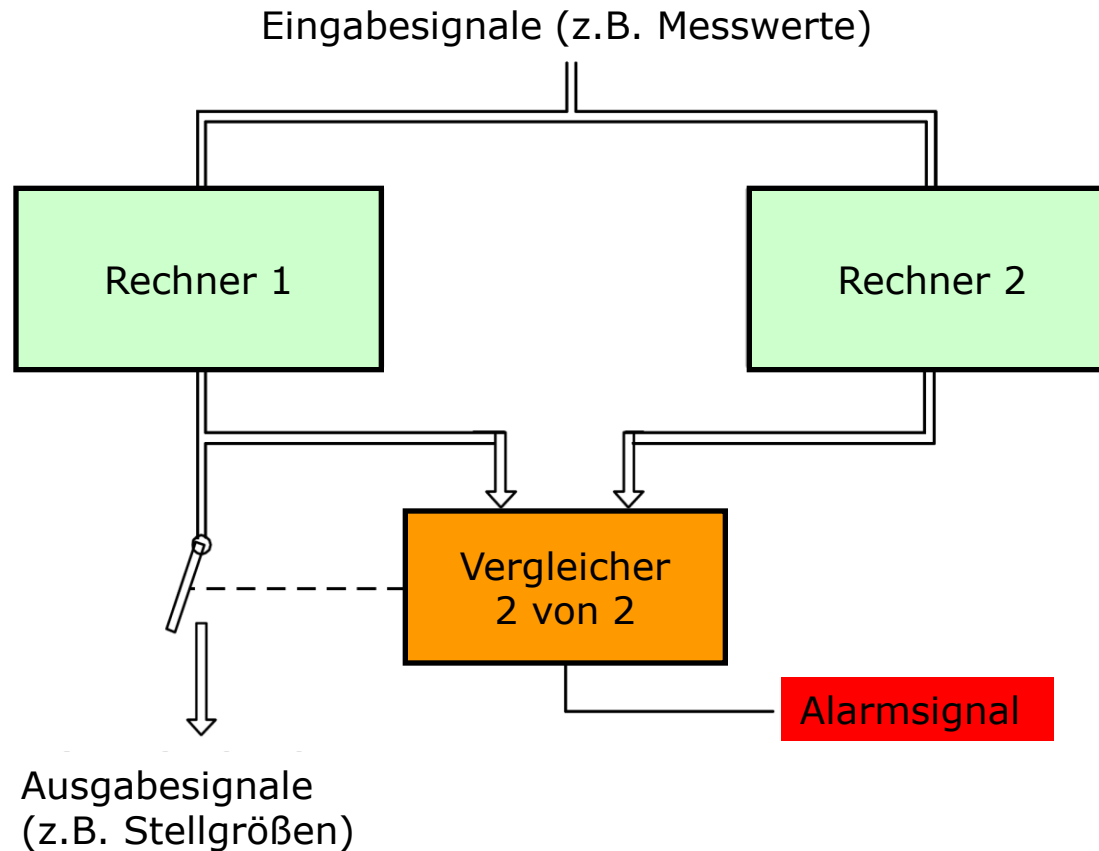 Eingabesignale (z.B. Messwerte)
Rechner 1
Rechner 2
Vergleicher
2 von 2
Alarmsignal
Ausgabesignale
(z.B. Stellgrößen)